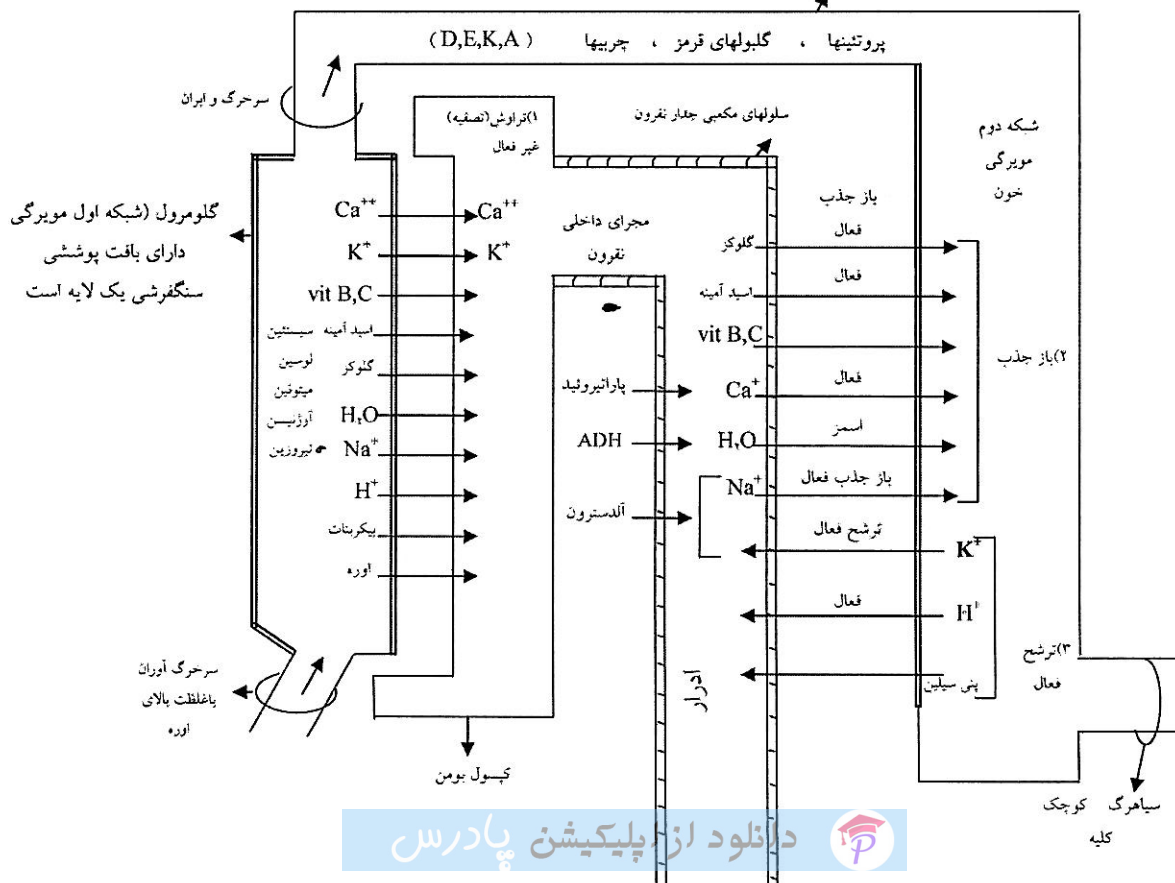 پروتئینها ، گلبولهای قرمز ، چربیها (D,E,K,A)
سرخرگ وابران
۱)تراوش(تصفیه)
غیر فعال
سلولهای مکعبی جدار نفرون
شبکه دوم
مویرگی
خون
گلومرول (شبکه اول مویرگی
دارای بافت پوششی
سنگفرشی یک لایه است
Ca++
K+
vit B,C
اسید آمینه
گلوکز
H₂O
Na+
H+
بیکربنات
اوره
سیستئین
لوسین
میتونین
آرژنیسن
تیروزین
Ca++
K+
مجرای داخلی
نفرون
پاراتیروئید
ADH
آلدسترون
باز جذب
فعال
گلوکز
فعال
اسید آمینه
vit B,C
فعال
Ca+
اسمز
H₂O
باز جذب فعال
Na+
ترشح فعال
K+
فعال
H+
پنی سیلین
۲)باز جذب
۳)ترشح
فعال
ادرار
سرخرگ آوران
باغلظت بالای
اوره
کپسول بومن
سیاهرگ کوچک
کلیه
دانلود از اپلیکیشن پادرس